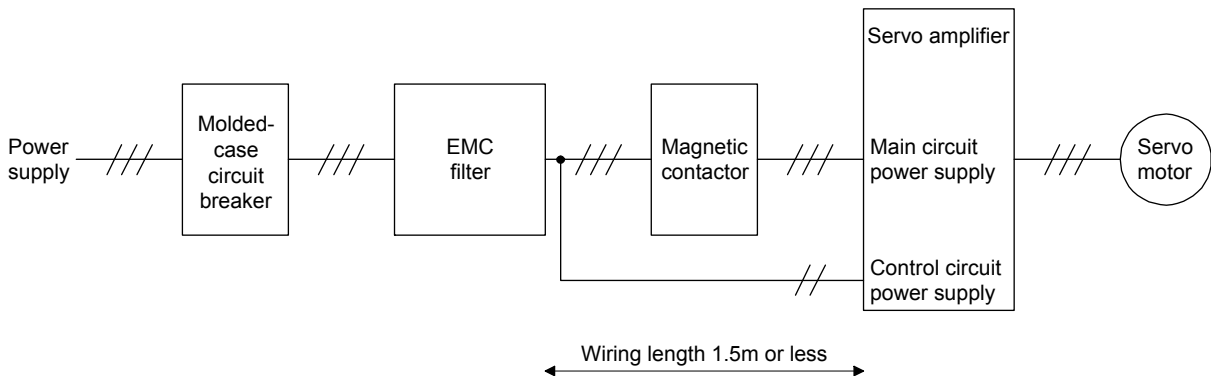 Servo amplifier
Power
supply
Molded-
case
circuit
breaker
EMC
filter
Magnetic
contactor
Main circuit
power supply
Servo
motor
Control circuit
power supply
Wiring length 1.5m or less